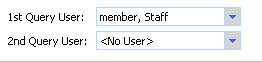 1st Query User: member, Staff
2nd Query User: <No User>